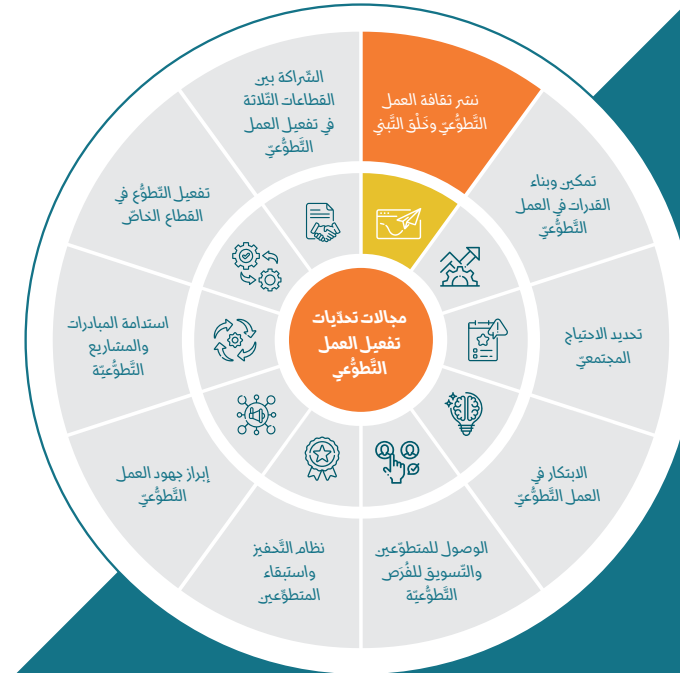 مجالات تحدّيات
تفعيل العمل
التَّطوُّعي
نشر ثقافة العمل
التَّطوُّعيّ وخَلْق التَّبني
تمكين وبناء
القدرات في العمل
التَّطوُّعيّ
تحديد الاحتياج
المجتمعيّ
الابتكار في
العمل التَّطوُّعيّ
الوصول للمتطوّعين
والتّسويق للفُرَص
التَّطوُّعيّة
نظام التَّحفيز
واستبقاء
المتطوِّعين
إبراز جهود العمل
التَّطوُّعيّ
استدامة المبادرات
والمشاريع
التَّطوُّعيّة
تفعيل التَّطوُّع في
القطاع الخاصّ
الشّراكة بين
القطاعات الثّلاثة
في تفعيل العمل
التَّطوُّعيّ